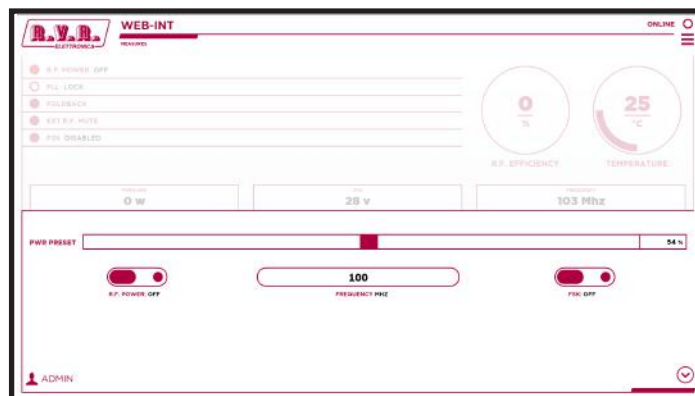 R.V.R.
ELETTRONICA
WEB-INT
MEASURES
ONLINE
R.F. POWER: OFF
PLL: LOCK
FOLDBACK
EXT R.F. MUTE
FSK: DISABLED
0
%
R.F. EFFICIENCY
25
°C
TEMPERATURE
0 w
28 v
FREQUENCY
103 Mhz
PWR PRESET
54 %
R.F. POWER: OFF
100
FREQUENCY MHZ
FSK: OFF
ADMIN